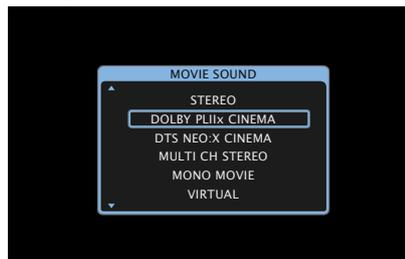 MOVIE SOUND
STEREO
DOLBY PLIIx CINEMA
DTS NEO:X CINEMA
MULTI CH STEREO
MONO MOVIE
VIRTUAL